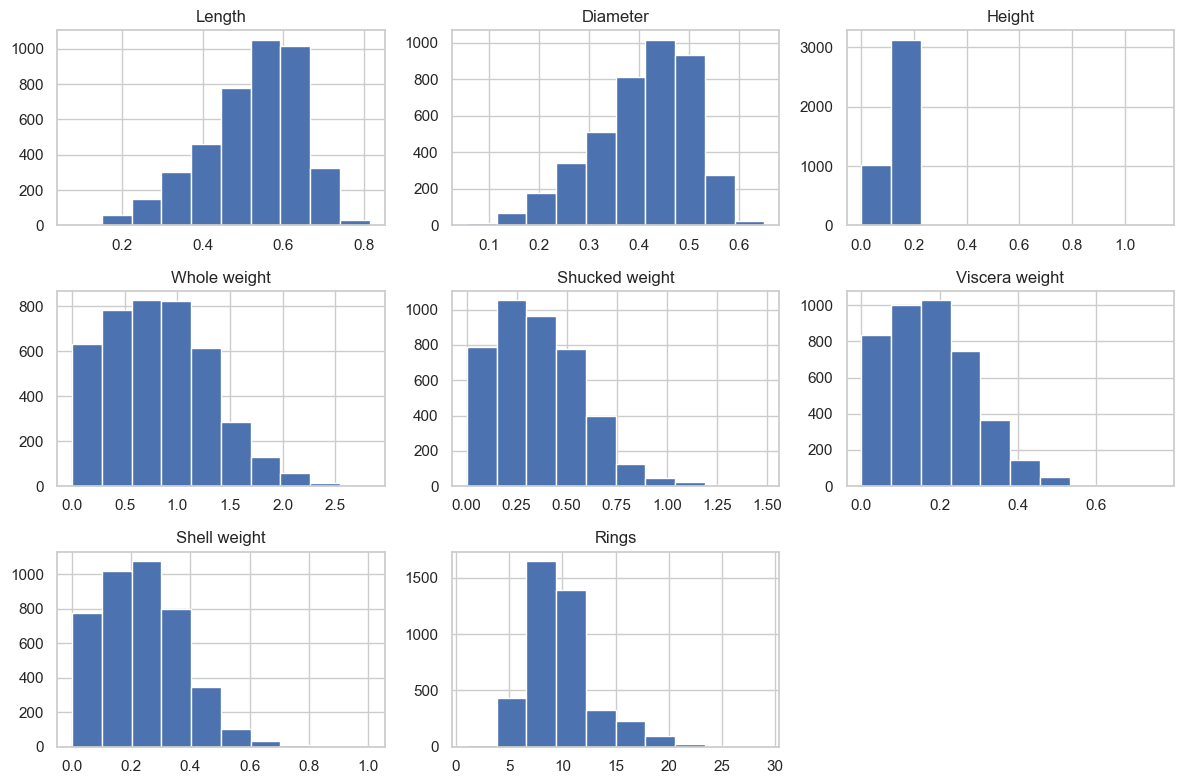 Length Diameter Height
1000 1000 3000
800 800
600 600 2000
400 400 1000
200 200
0 0 0
0.2 0.4 0.6 0.8 0.1 0.2 0.3 0.4 0.5 0.6 0.0 0.2 0.4 0.6 0.8 1.0
Whole weight Shucked weight Viscera weight
800 1000 1000
600 800 800
400 600 600
200 400 400
0 200 200
0 0
0.0 0.5 1.0 1.5 2.0 2.5 0.00 0.25 0.50 0.75 1.00 1.25 1.50 0.0 0.2 0.4 0.6
Shell weight Rings
1000 1500
800
600 1000
400 500
200
0 0
0.0 0.2 0.4 0.6 0.8 1.0 0 5 10 15 20 25 30